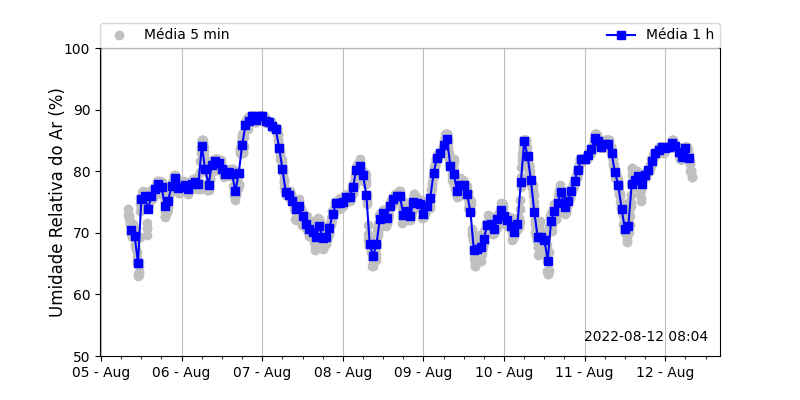 Média 5 min
Média 1 h
Umidade Relativa do Ar (%)
100
90
80
70
60
50
2022-08-12 08:04
05 - Aug
06 - Aug
07 - Aug
08 - Aug
09 - Aug
10 - Aug
11 - Aug
12 - Aug